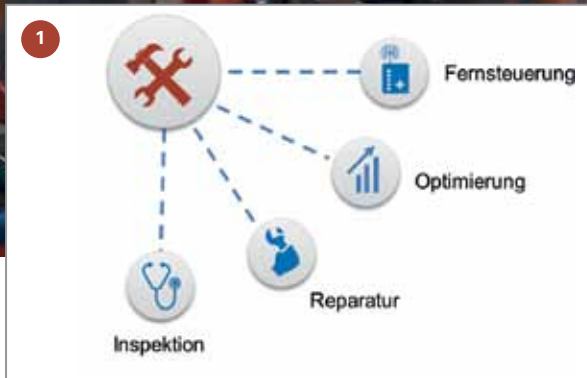 1
Fernsteuerung
Optimierung
Reparatur
Inspektion